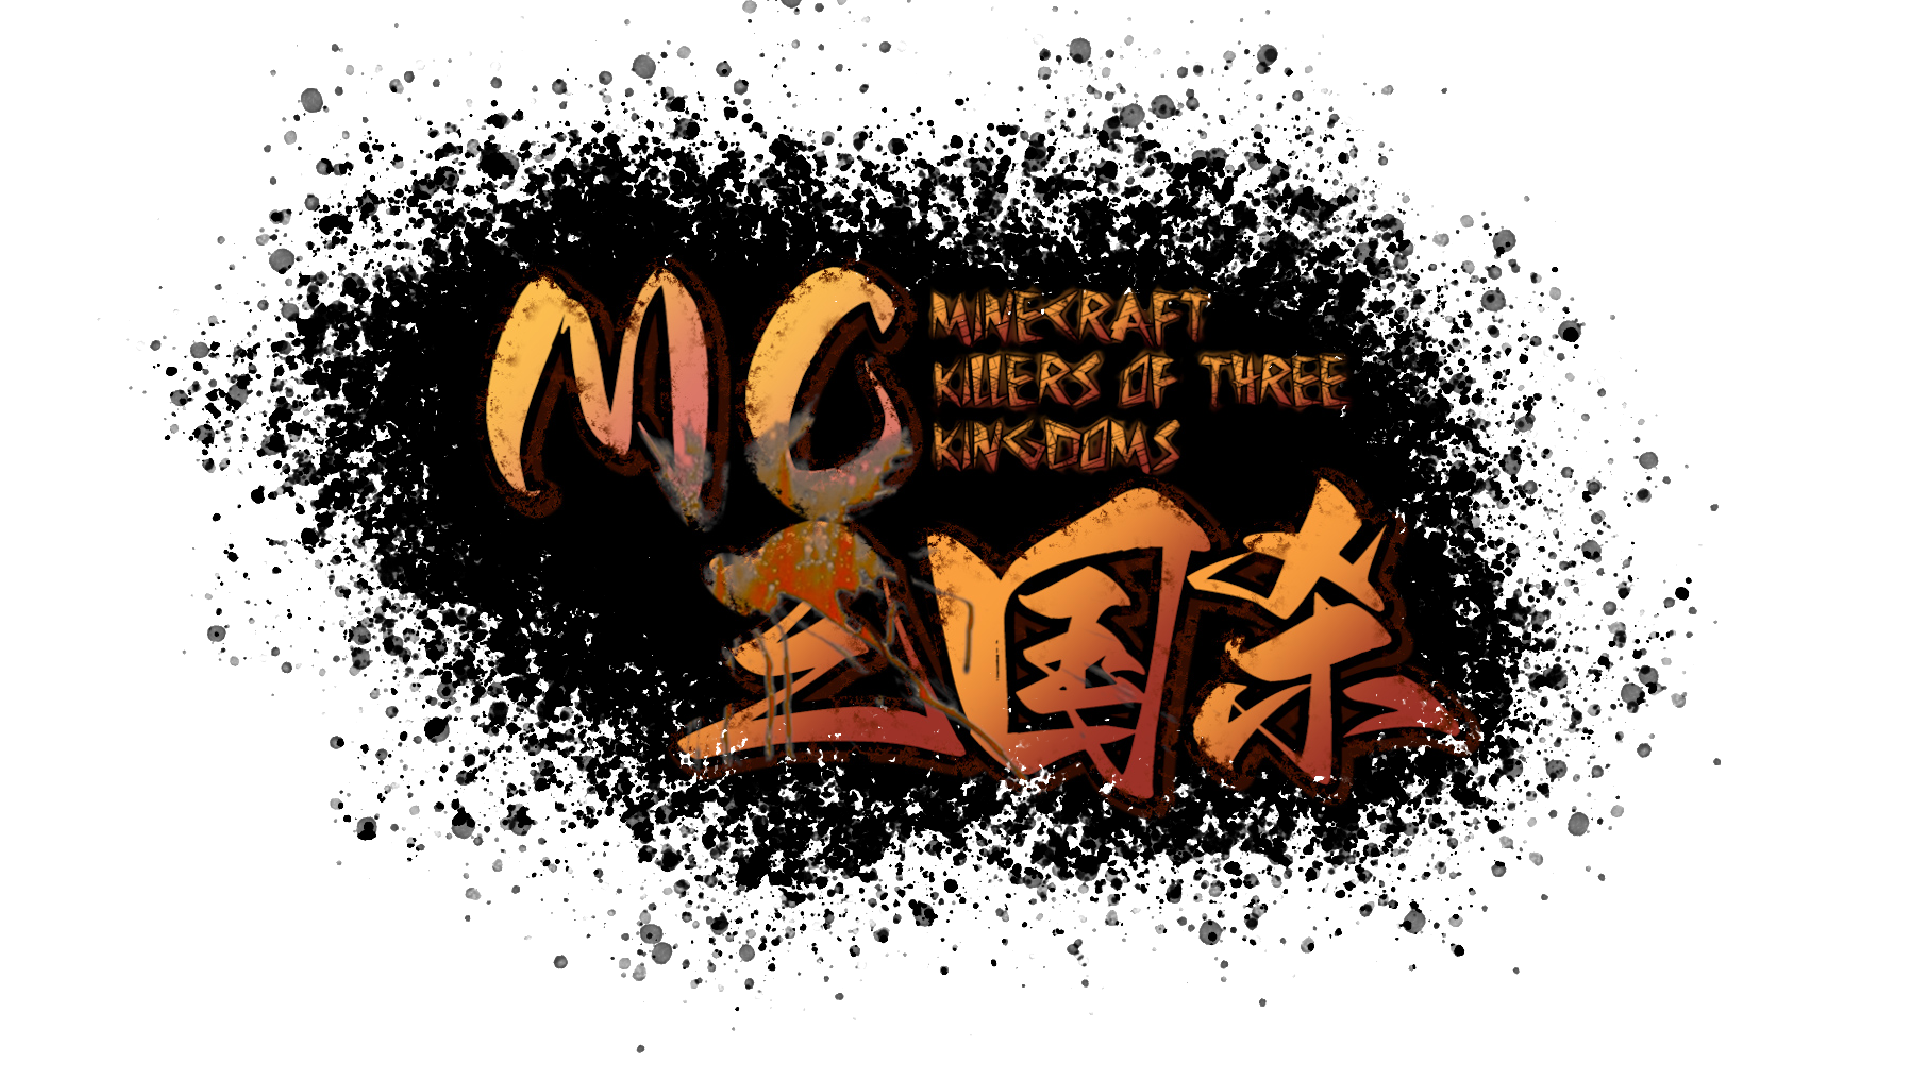 MC
MINECRAFT
KILLERS OF THREE
KINGDOMS
三国杀